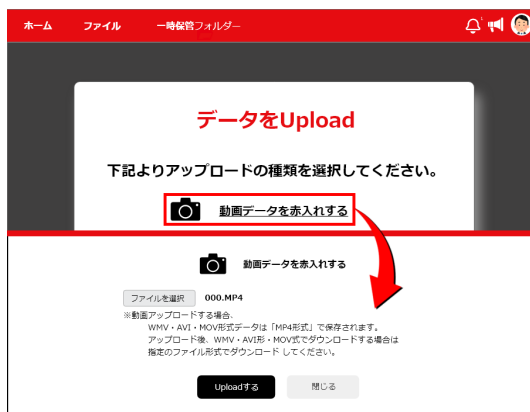 ホーム ファイル 一時保管フォルダー 1
データをUpload
下記よりアップロードの種類を選択してください。
動画データを赤入れする
動画データを赤入れする
ファイルを選択 000.MP4
※動画アップロードする場合、
WMV・AVI・MOV形式データは「MP4形式」で保存されます。
アップロード後、WMV・AVI形・MOV式でダウンロードする場合は
指定のファイル形式でダウンロード してください。
Uploadする 閉じる